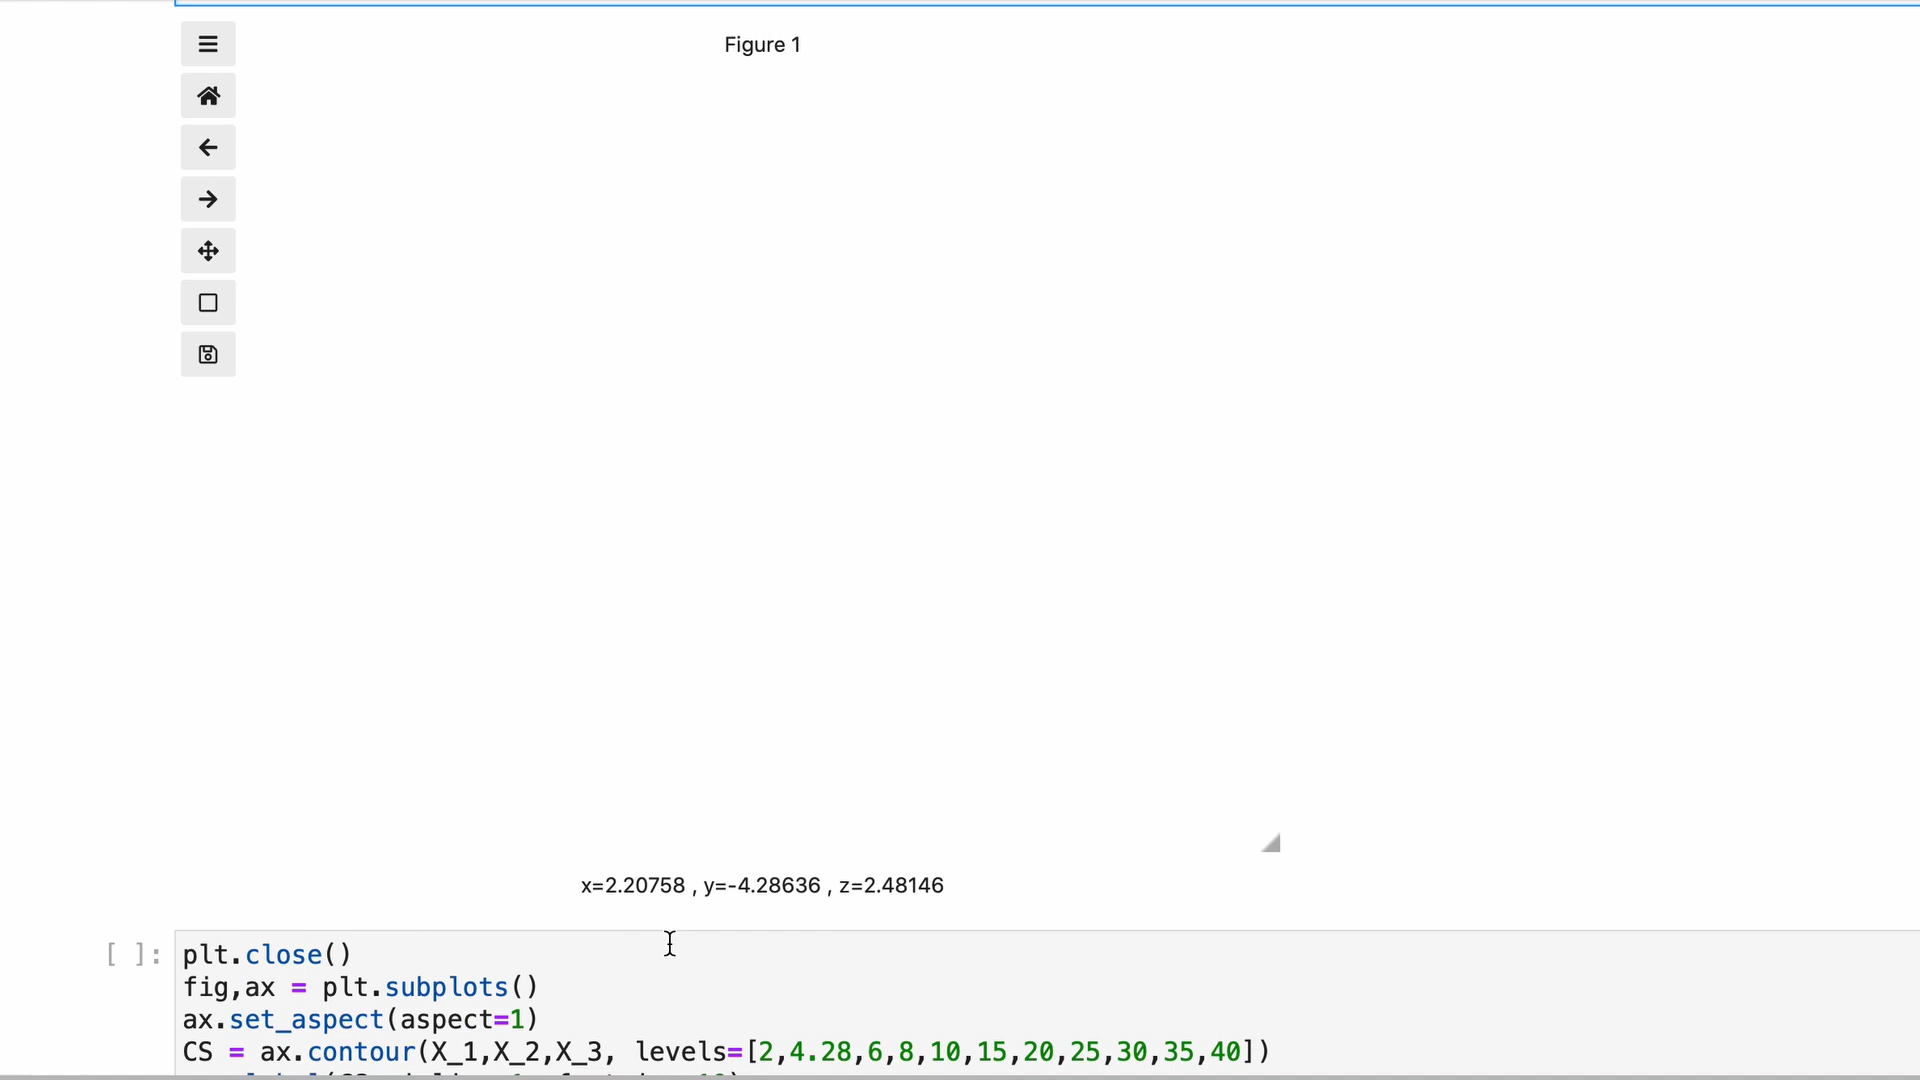 Figure 1
x=2.20758 , y=-4.28636 , z=2.48146
[ ]: plt.close()
fig,ax = plt.subplots()
ax.set_aspect(aspect=1)
CS = ax.contour(X_1,X_2,X_3, levels=[2,4.28,6,8,10,15,20,25,30,35,40])